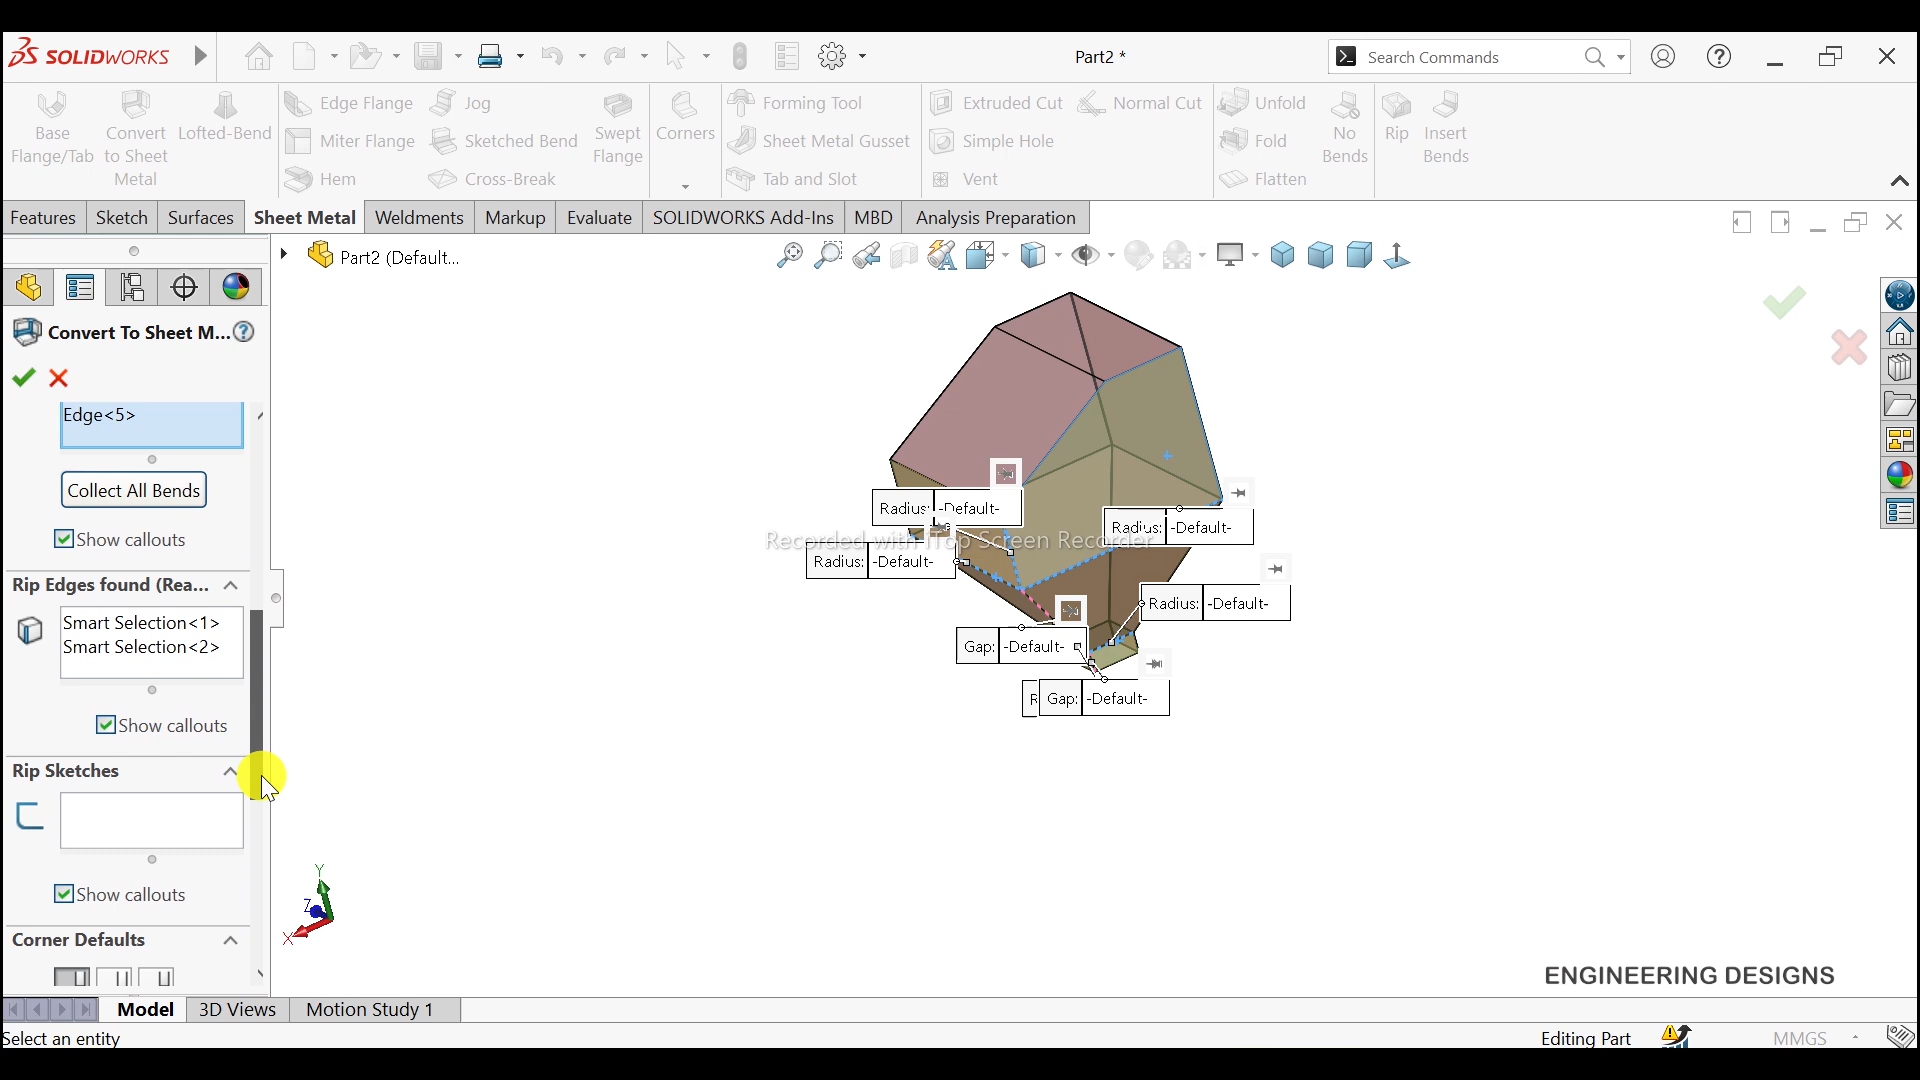 SOLIDWORKS
Part2 *
Search Commands
Base Flange/Tab
Convert to Sheet Metal
Lofted-Bend
Edge Flange
Miter Flange
Hem
Jog
Sketched Bend
Cross-Break
Swept Flange
Corners
Forming Tool
Sheet Metal Gusset
Tab and Slot
Extruded Cut
Simple Hole
Vent
Normal Cut
Unfold
Fold
Flatten
No Bends
Rip
Insert Bends
Features
Sketch
Surfaces
Sheet Metal
Weldments
Markup
Evaluate
SOLIDWORKS Add-Ins
MBD
Analysis Preparation
Part2 (Default...
Convert To Sheet M...
Edge<5>
Collect All Bends
Show callouts
Rip Edges found (Rea...
Smart Selection<1>
Smart Selection<2>
Show callouts
Rip Sketches
Show callouts
Corner Defaults
Radius: -Default-
Radius: -Default-
Recorded with iTop Screen Recorder
Radius: -Default-
Radius: -Default-
Gap: -Default-
R
Gap: -Default-
Y
Z
X
ENGINEERING DESIGNS
Model
3D Views
Motion Study 1
Select an entity
Editing Part
MMGS